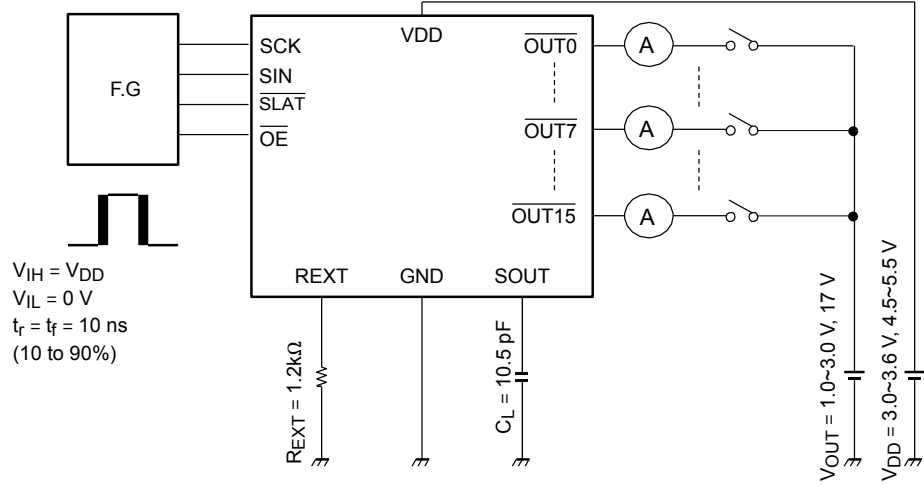 F.G
SCK
SIN
SLAT
OE
VDD
OUT0
OUT7
OUT15
A
A
A
REXT
GND
SOUT
VIH = VDD
VIL = 0 V
tr = tf = 10 ns
(10 to 90%)
REXT = 1.2kΩ
CL = 10.5 pF
VOUT = 1.0~3.0 V, 17 V
VDD = 3.0~3.6 V, 4.5~5.5 V